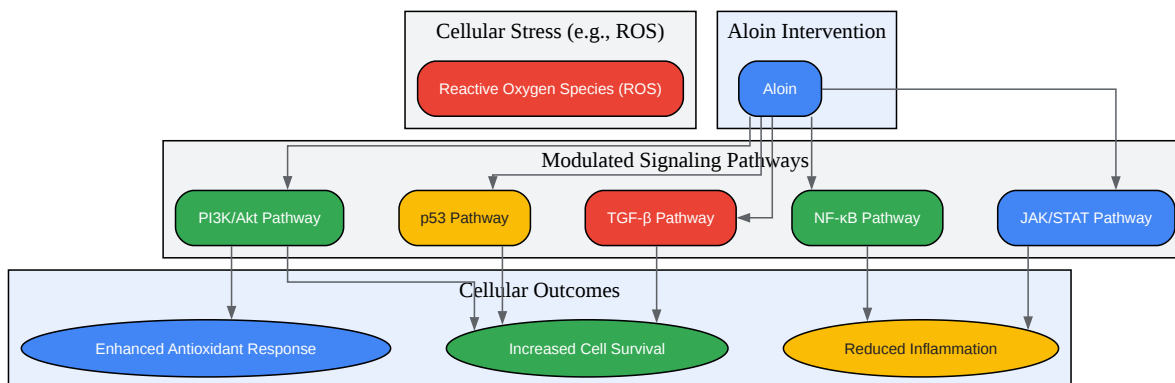 Cellular Stress (e.g., ROS)
Aloin Intervention
Reactive Oxygen Species (ROS)
Aloin
Modulated Signaling Pathways
PI3K/Akt Pathway
p53 Pathway
TGF-β Pathway
NF-κB Pathway
JAK/STAT Pathway
Cellular Outcomes
Enhanced Antioxidant Response
Increased Cell Survival
Reduced Inflammation